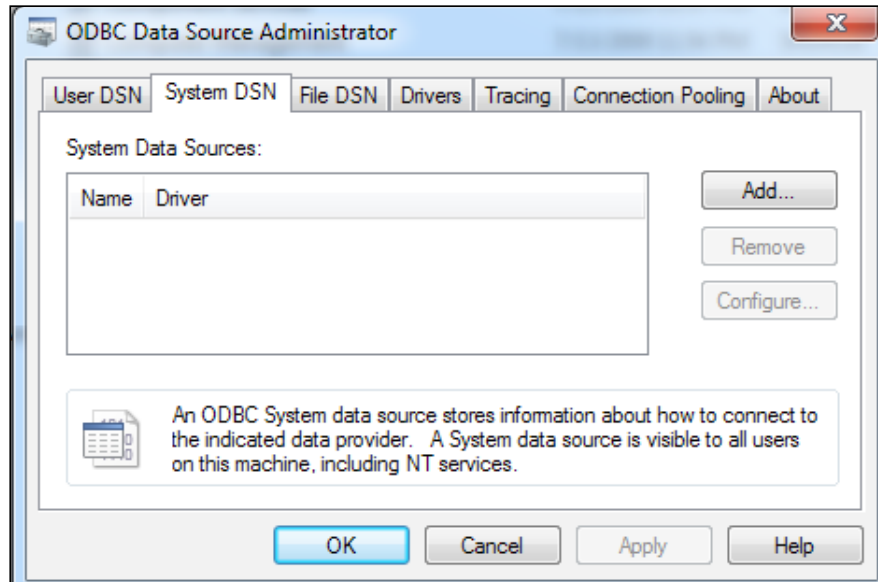 ODBC Data Source Administrator
User DSN
System DSN
File DSN
Drivers
Tracing
Connection Pooling
About
System Data Sources:
Name Driver
Add...
Remove
Configure...
An ODBC System data source stores information about how to connect to
the indicated data provider. A System data source is visible to all users
on this machine, including NT services.
OK
Cancel
Apply
Help